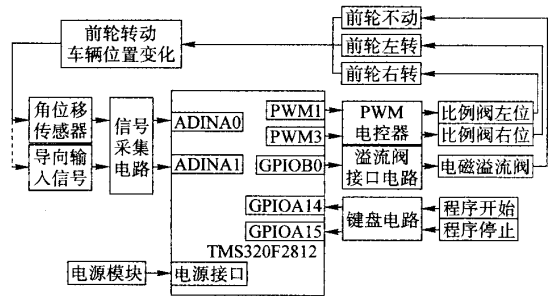 前轮转动
车辆位置变化
前轮不动
前轮左转
前轮右转
角位移
传感器
导向输
入信号
信号
采集
电路
ADINA0
ADINA1
PWM1
PWM3
GPIOB0
GPIOA14
GPIOA15
TMS320F2812
电源接口
电源模块
PWM
电控器
溢流阀
接口电路
键盘电路
比例阀左位
比例阀右位
电磁溢流阀
程序开始
程序停止